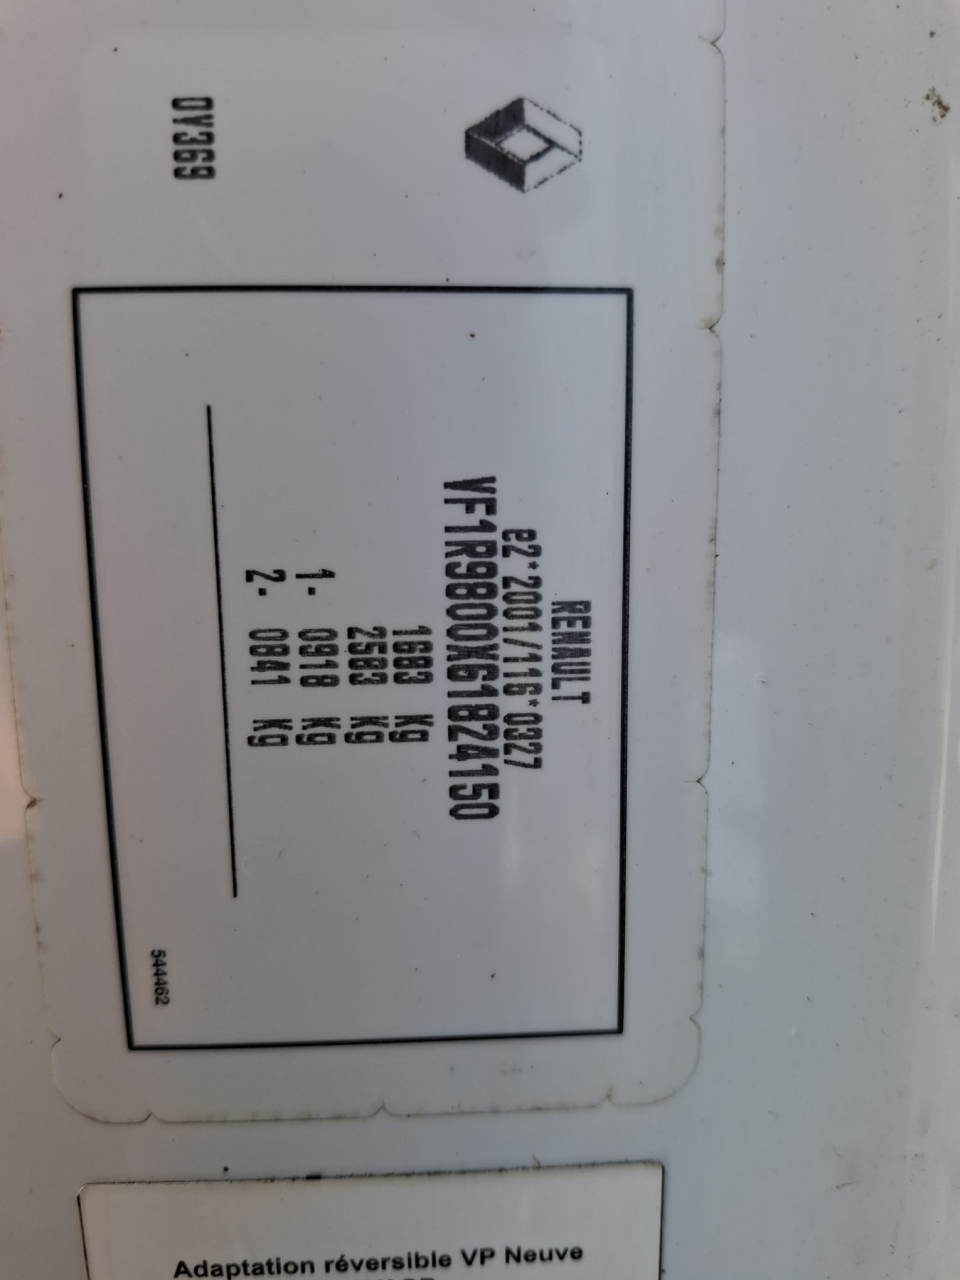 RENAULT
e2*2001/116*0327
VF1R9800X61824150
1683 Kg
2583 Kg
1- 0918 Kg
2- 0841 Kg
0V369
544462
Adaptation réversible VP Neuve